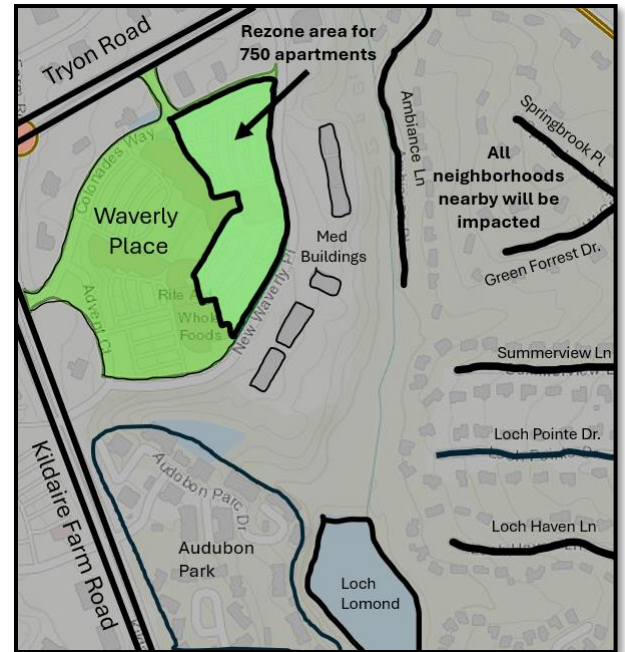 Tryon Road
Rezone area for
750 apartments
Colonades Way
Ambiance Ln
Springbrook Pl
All
neighborhoods
nearby will be
impacted
Waverly
Place
Med
Buildings
Green Forrest Dr.
Rite A
Whole
Foods
New Waverly Pl
Advent Ct
Summerview Ln
Loch Pointe Dr.
Audobon Parc Dr
Kildaire Farm Road
Audubon
Park
Loch Haven Ln
Loch
Lomond